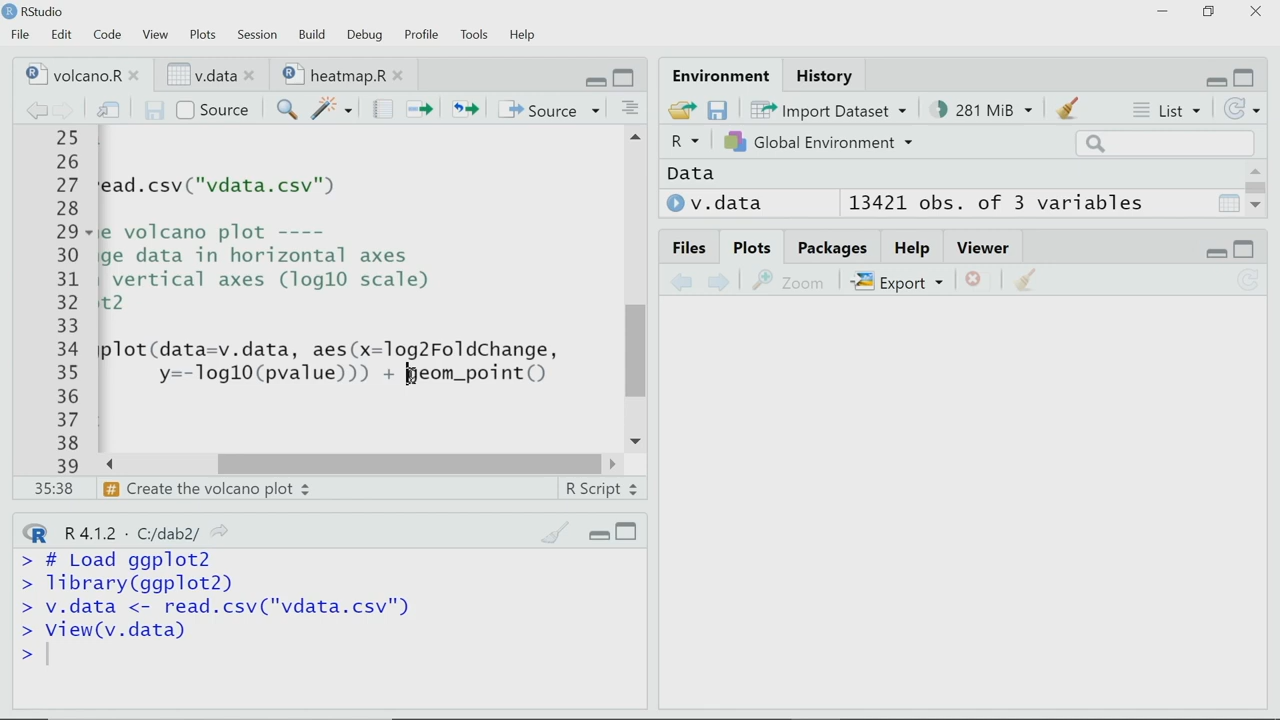 RStudio
File Edit Code View Plots Session Build Debug Profile Tools Help
volcano.R v.data heatmap.R
Source Source
25
26
27 read.csv("vdata.csv")
28
29 e volcano plot ----
30 ge data in horizontal axes
31 vertical axes (log10 scale)
32 t2
33
34 plot(data=v.data, aes(x=log2FoldChange,
35 y=-log10(pvalue))) + geom_point()
36
37
38
39
35:38 # Create the volcano plot R Script
R R 4.1.2 · C:/dab2/
> # Load ggplot2
> library(ggplot2)
> v.data <- read.csv("vdata.csv")
> View(v.data)
>
Environment History
Import Dataset 281 MiB List
R Global Environment
Data
v.data 13421 obs. of 3 variables
Files Plots Packages Help Viewer
Zoom Export